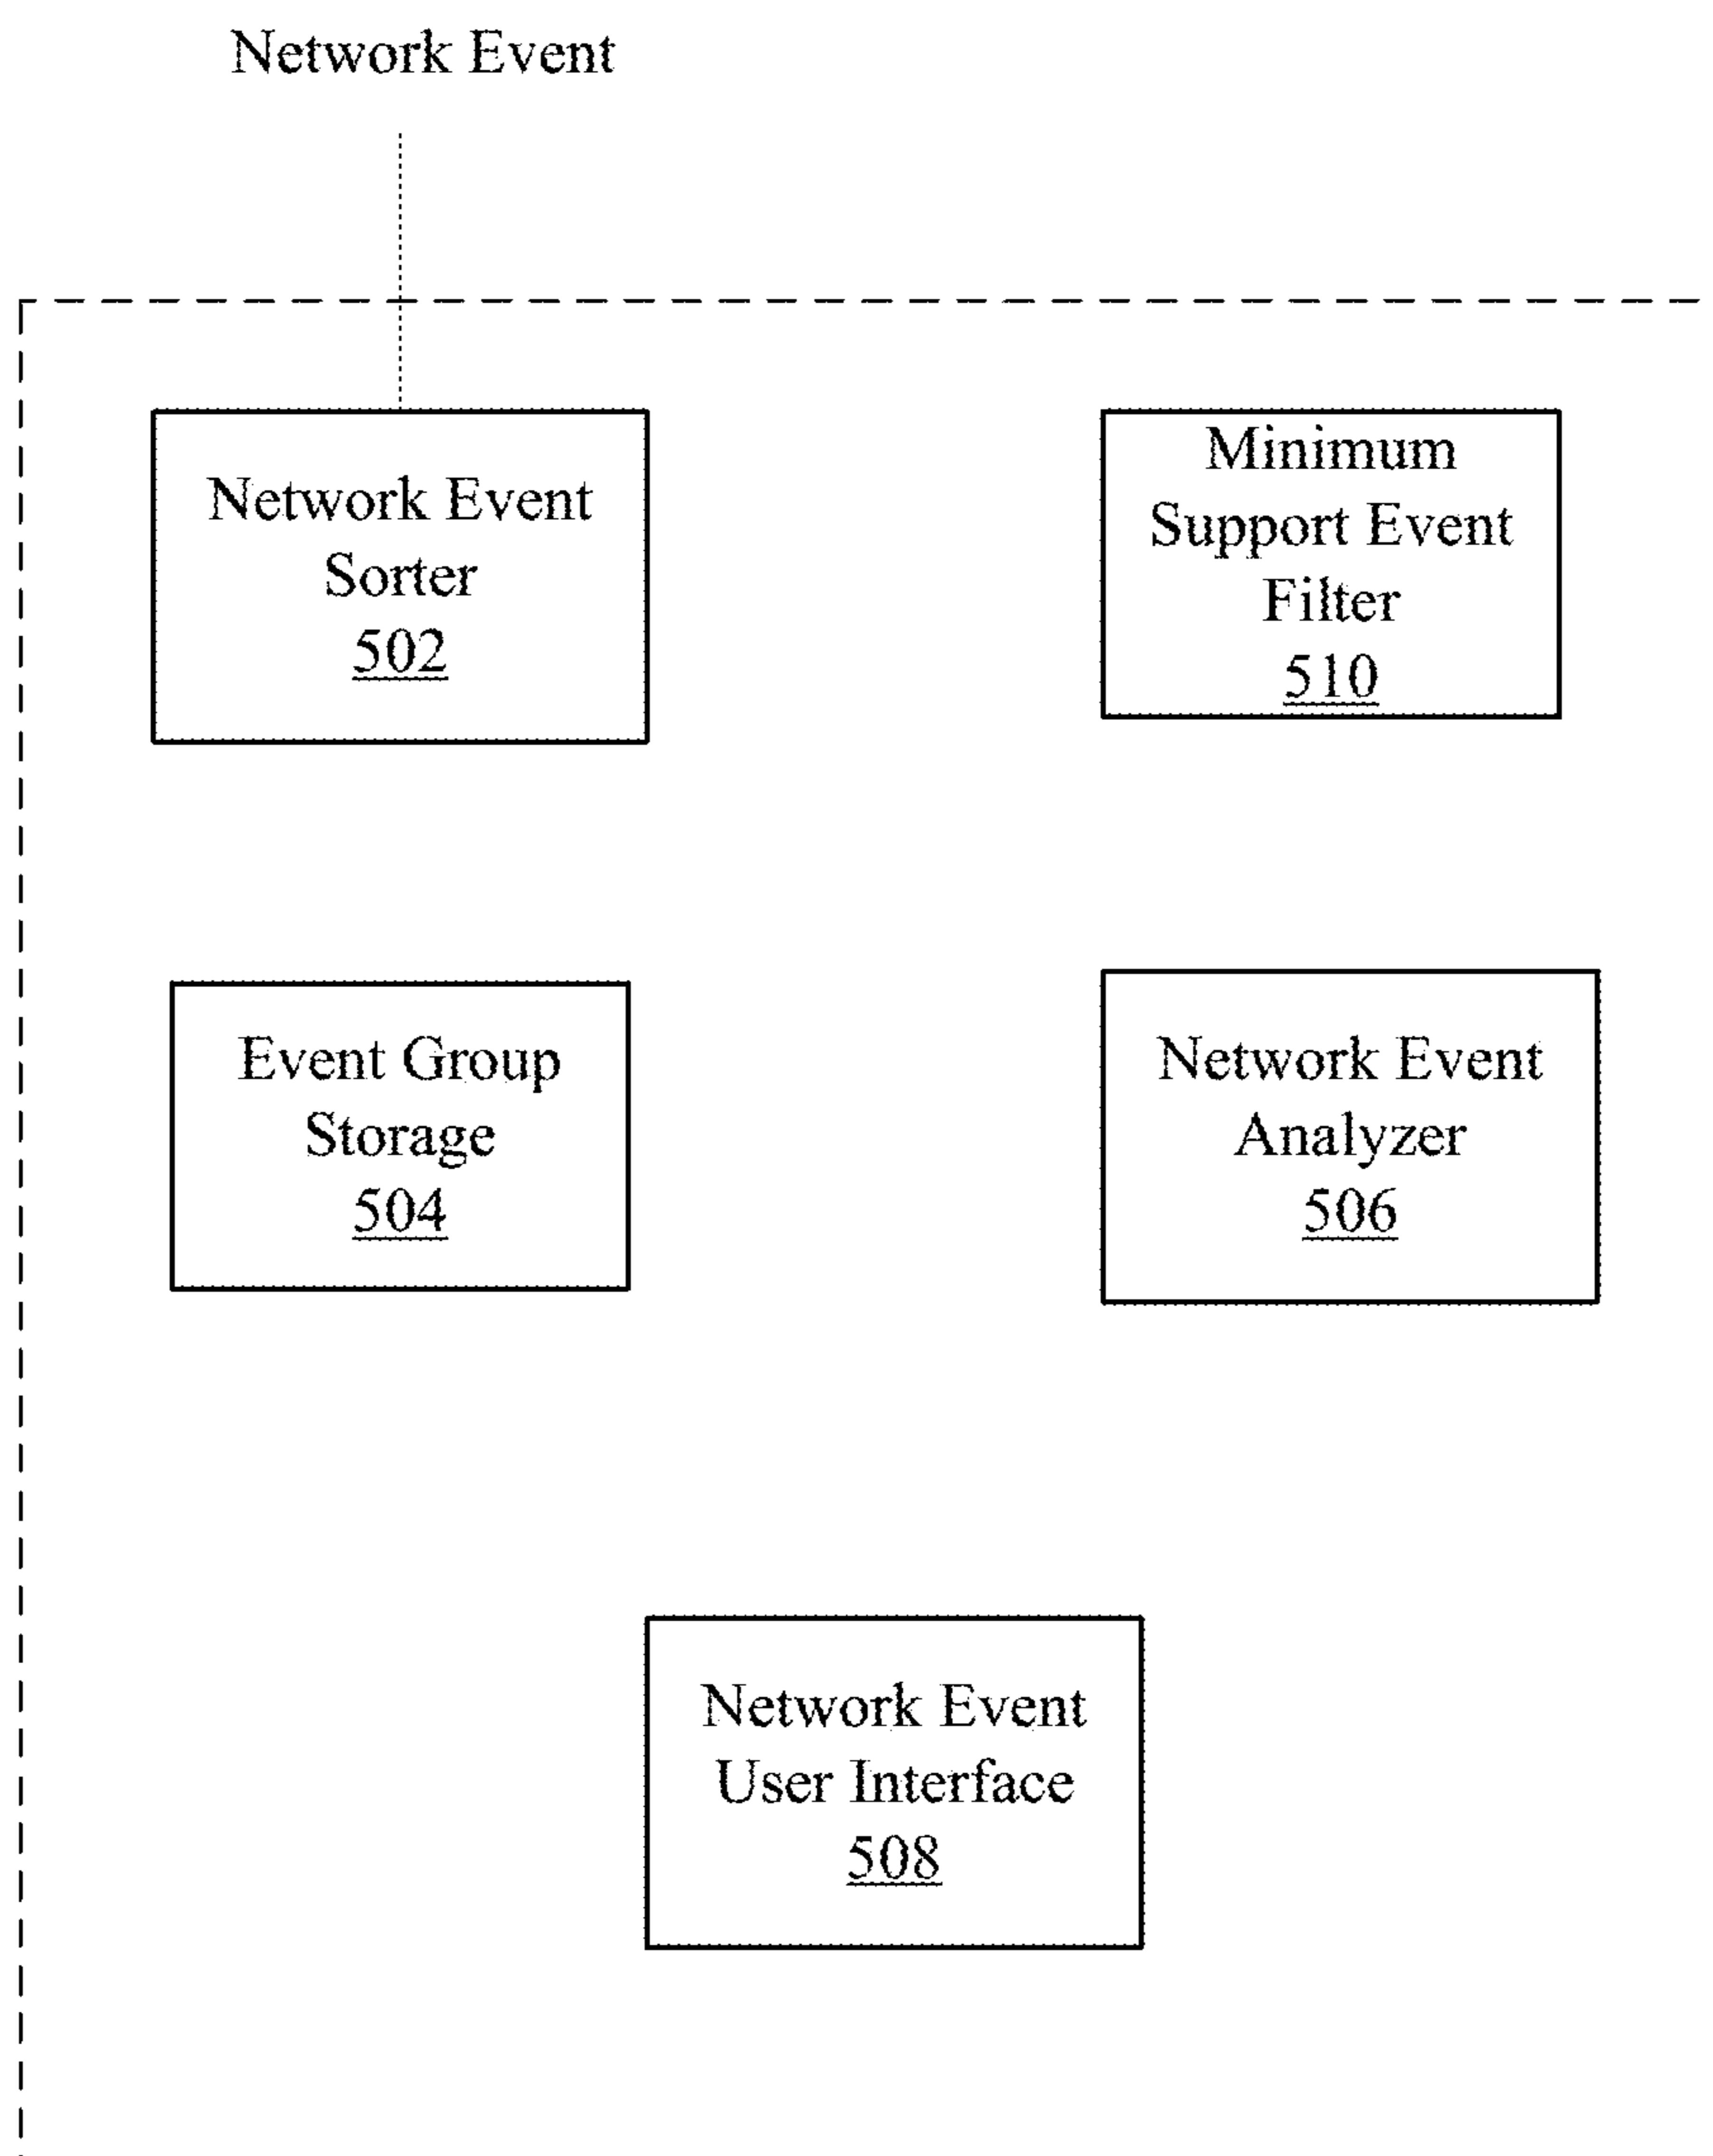 Network Event
Network Event
Sorter
502
Minimum
Support Event
Filter
510
Event Group
Storage
504
Network Event
Analyzer
506
Network Event
User Interface
508